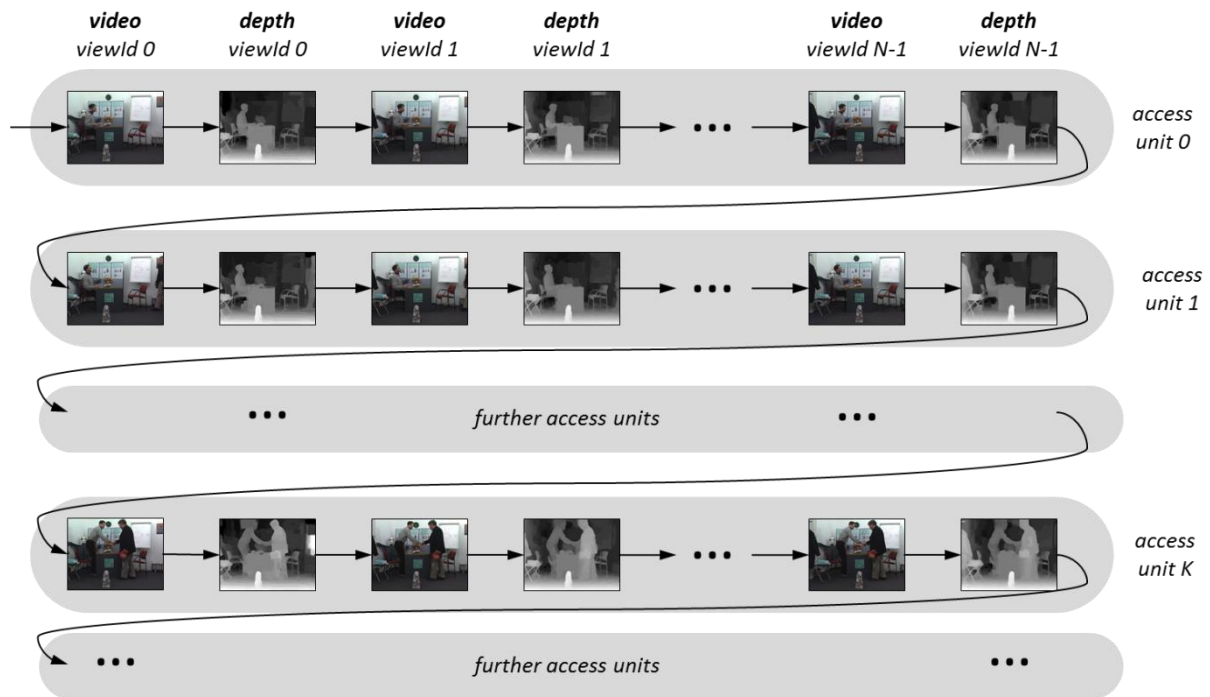 video depth video depth video depth
viewId 0 viewId 0 viewId 1 viewId 1 viewId N-1 viewId N-1
access
unit 0
access
unit 1
further access units
access
unit K
further access units